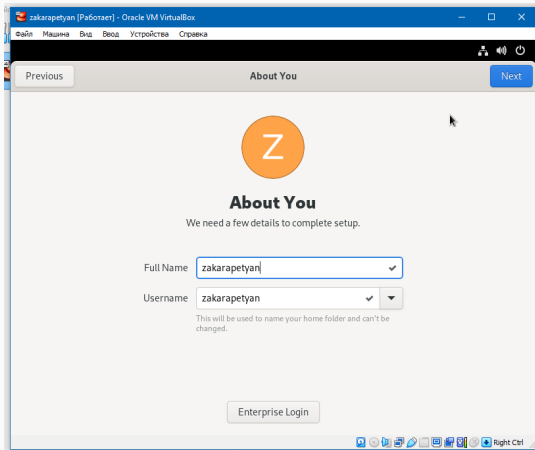 zakarapetyan [Работает] - Oracle VM VirtualBox
Файл Машина Вид Ввод Устройства Справка
Previous About You Next
Z
About You
We need a few details to complete setup.
Full Name zakarapetyan
Username zakarapetyan
This will be used to name your home folder and can't be
changed.
Enterprise Login
Right Ctrl